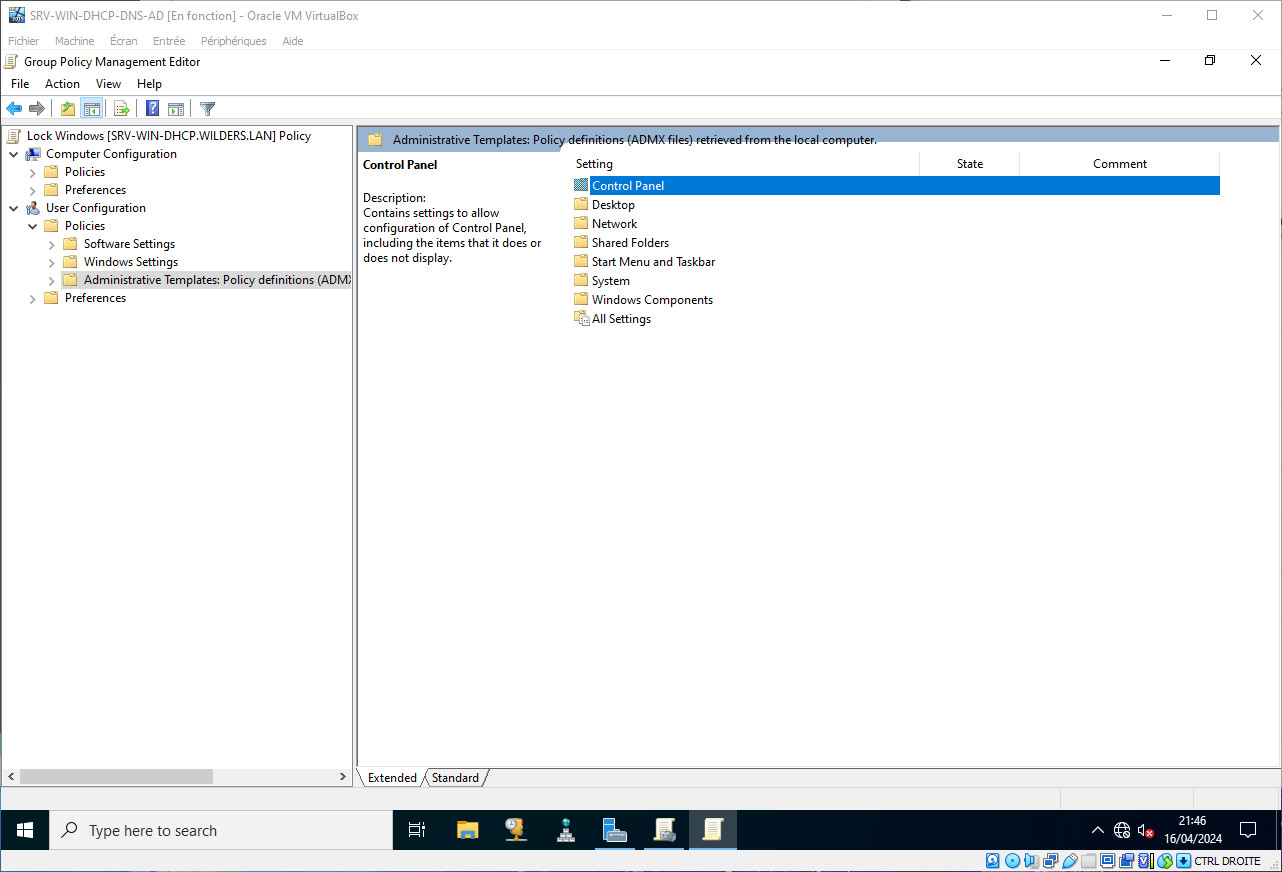 SRV-WIN-DHCP-DNS-AD [En fonction] - Oracle VM VirtualBox
Fichier Machine Écran Entrée Périphériques Aide
Group Policy Management Editor
File Action View Help
Lock Windows [SRV-WIN-DHCP.WILDERS.LAN] Policy
Computer Configuration
Policies
Preferences
User Configuration
Policies
Software Settings
Windows Settings
Administrative Templates: Policy definitions (ADMX
Preferences
Administrative Templates: Policy definitions (ADMX files) retrieved from the local computer.
Control Panel
Description:
Contains settings to allow
configuration of Control Panel,
including the items that it does or
does not display.
Setting State Comment
Control Panel
Desktop
Network
Shared Folders
Start Menu and Taskbar
System
Windows Components
All Settings
Extended Standard
Type here to search
21:46
16/04/2024
CTRL DROITE